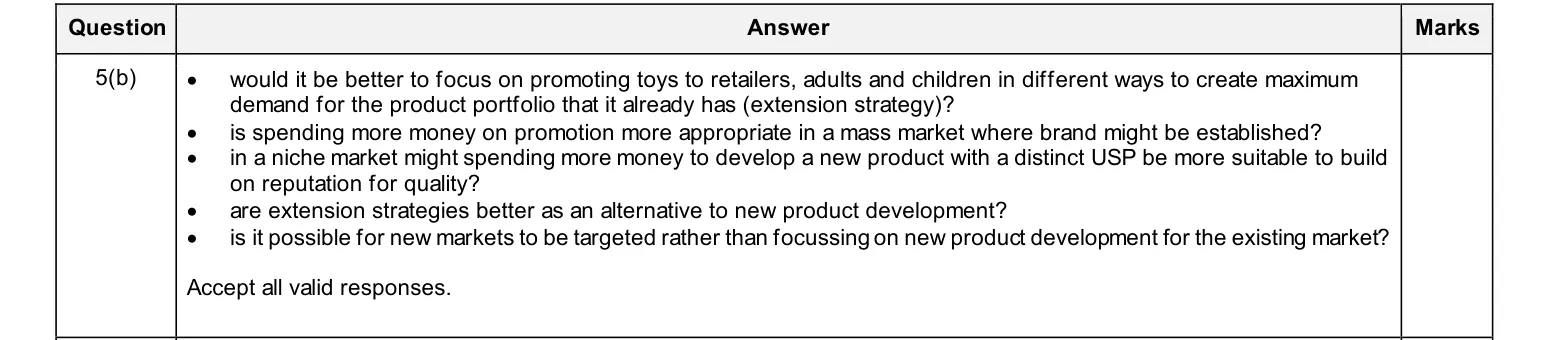 Question Answer Marks
5(b) • would it be better to focus on promoting toys to retailers, adults and children in different ways to create maximum
demand for the product portfolio that it already has (extension strategy)?
• is spending more money on promotion more appropriate in a mass market where brand might be established?
• in a niche market might spending more money to develop a new product with a distinct USP be more suitable to build
on reputation for quality?
• are extension strategies better as an alternative to new product development?
• is it possible for new markets to be targeted rather than focussing on new product development for the existing market?
Accept all valid responses.